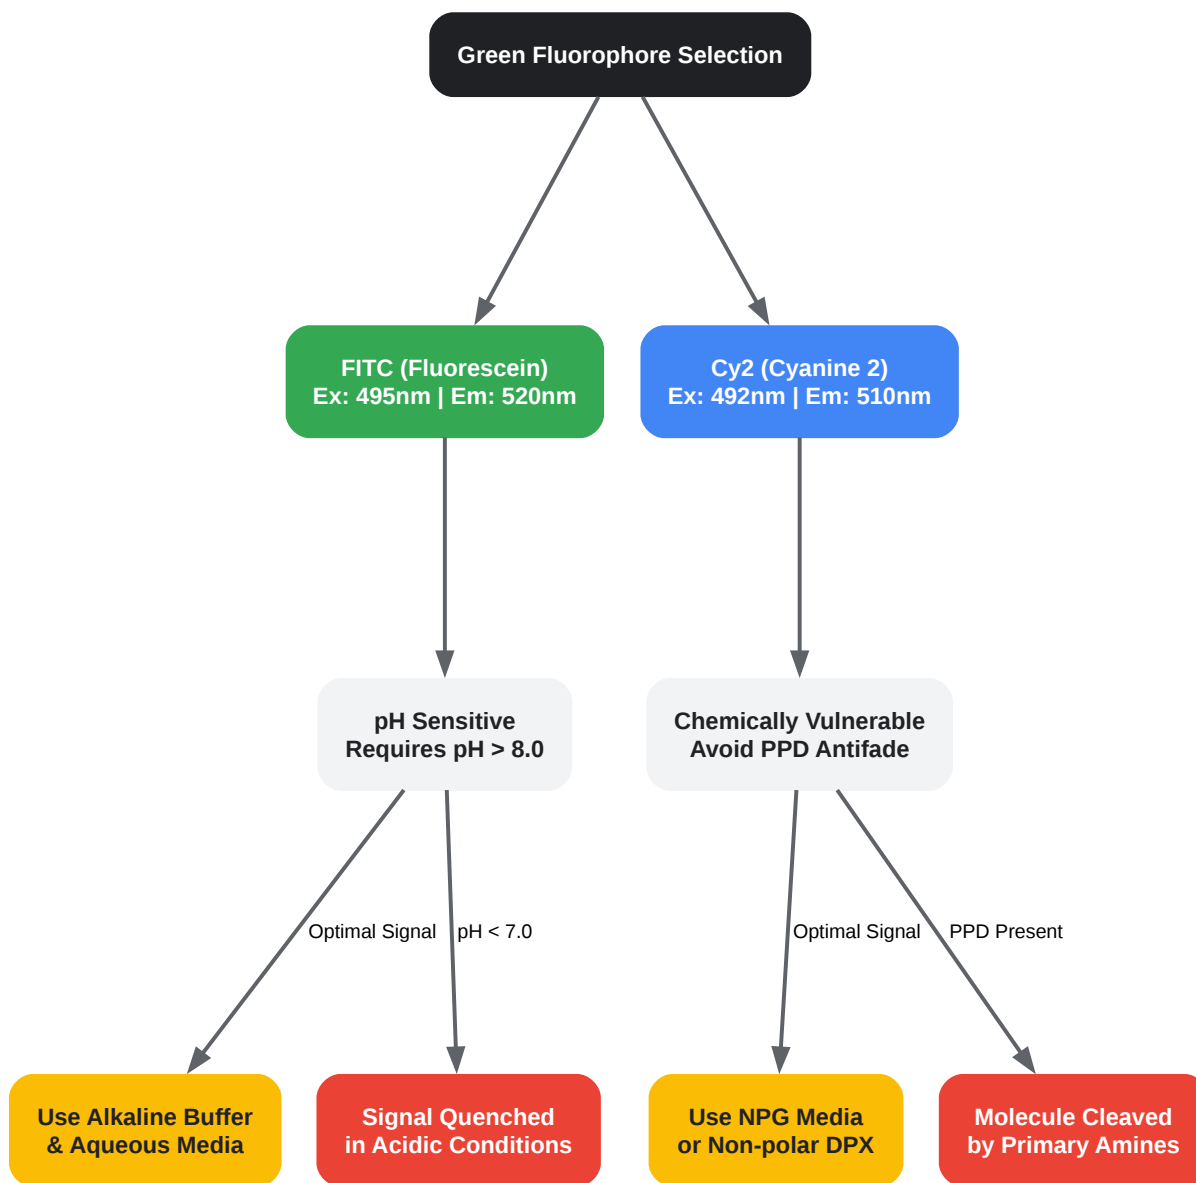 Green Fluorophore Selection
FITC (Fluorescein)
Ex: 495nm | Em: 520nm
Cy2 (Cyanine 2)
Ex: 492nm | Em: 510nm
pH Sensitive
Requires pH > 8.0
Chemically Vulnerable
Avoid PPD Antifade
Optimal Signal
pH < 7.0
Optimal Signal
PPD Present
Use Alkaline Buffer
& Aqueous Media
Signal Quenched
in Acidic Conditions
Use NPG Media
or Non-polar DPX
Molecule Cleaved
by Primary Amines